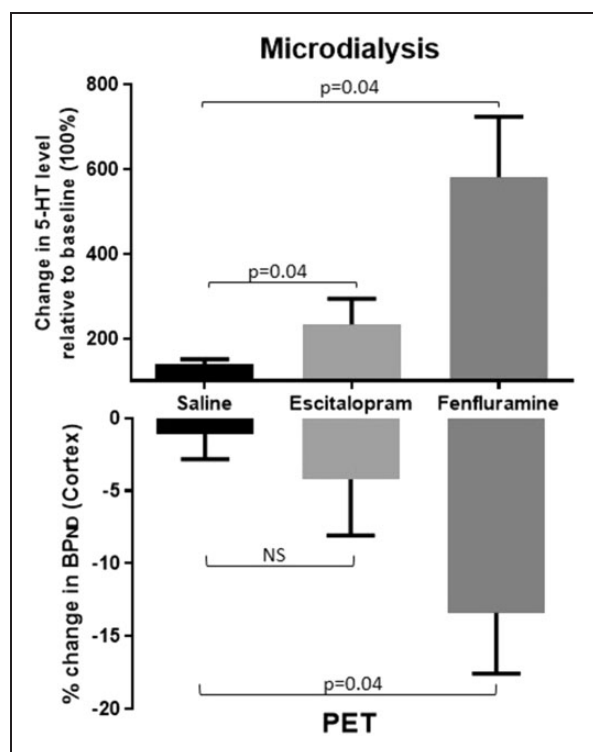 Microdialysis
Change in 5-HT level
relative to baseline (100%)
800
600
400
200
p=0.04
p=0.04
Saline
Escitalopram
Fenfluramine
% change in BPND (Cortex)
0
-5
-10
-15
-20
NS
p=0.04
PET